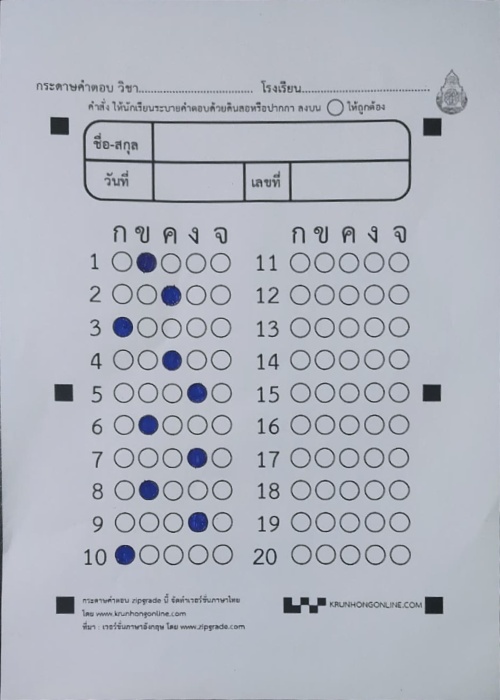 กระดาษคำตอบ วิชา................................ โรงเรียน....................................
คำสั่ง ให้นักเรียนระบายคำตอบด้วยดินสอหรือปากกา ลงบน ◯ ให้ถูกต้อง
ชื่อ-สกุล
วันที่ เลขที่
ก ข ค ง จ ก ข ค ง จ
1 11
2 12
3 13
4 14
5 15
6 16
7 17
8 18
9 19
10 20
กระดาษคำตอบ zipgrade นี้ จัดทำเวอร์ชั่นภาษาไทย
โดย www.krunhongonline.com
KRUNHONGONLINE.COM
ที่มา : เวอร์ชั่นภาษาอังกฤษ โดย www.zipgrade.com